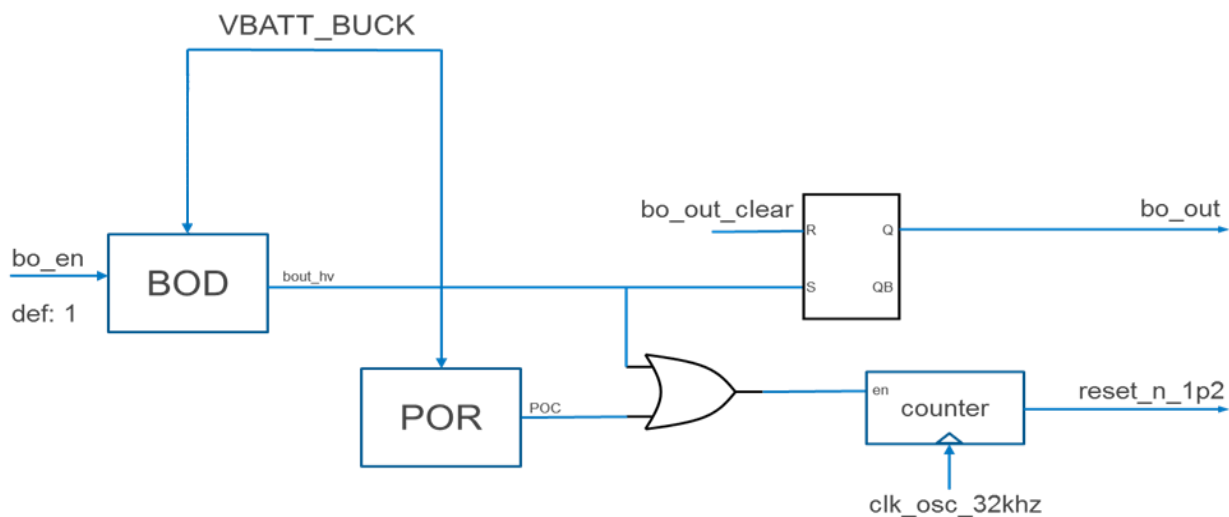 VBATT_BUCK
bo_en
def: 1
BOD
bout_hv
bo_out_clear
R
S
Q
QB
bo_out
POR
POC
en
counter
reset_n_1p2
clk_osc_32khz